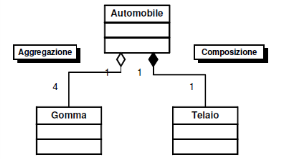 Automobile
Aggregazione
Composizione
1
1
4
1
Gomma
Telaio